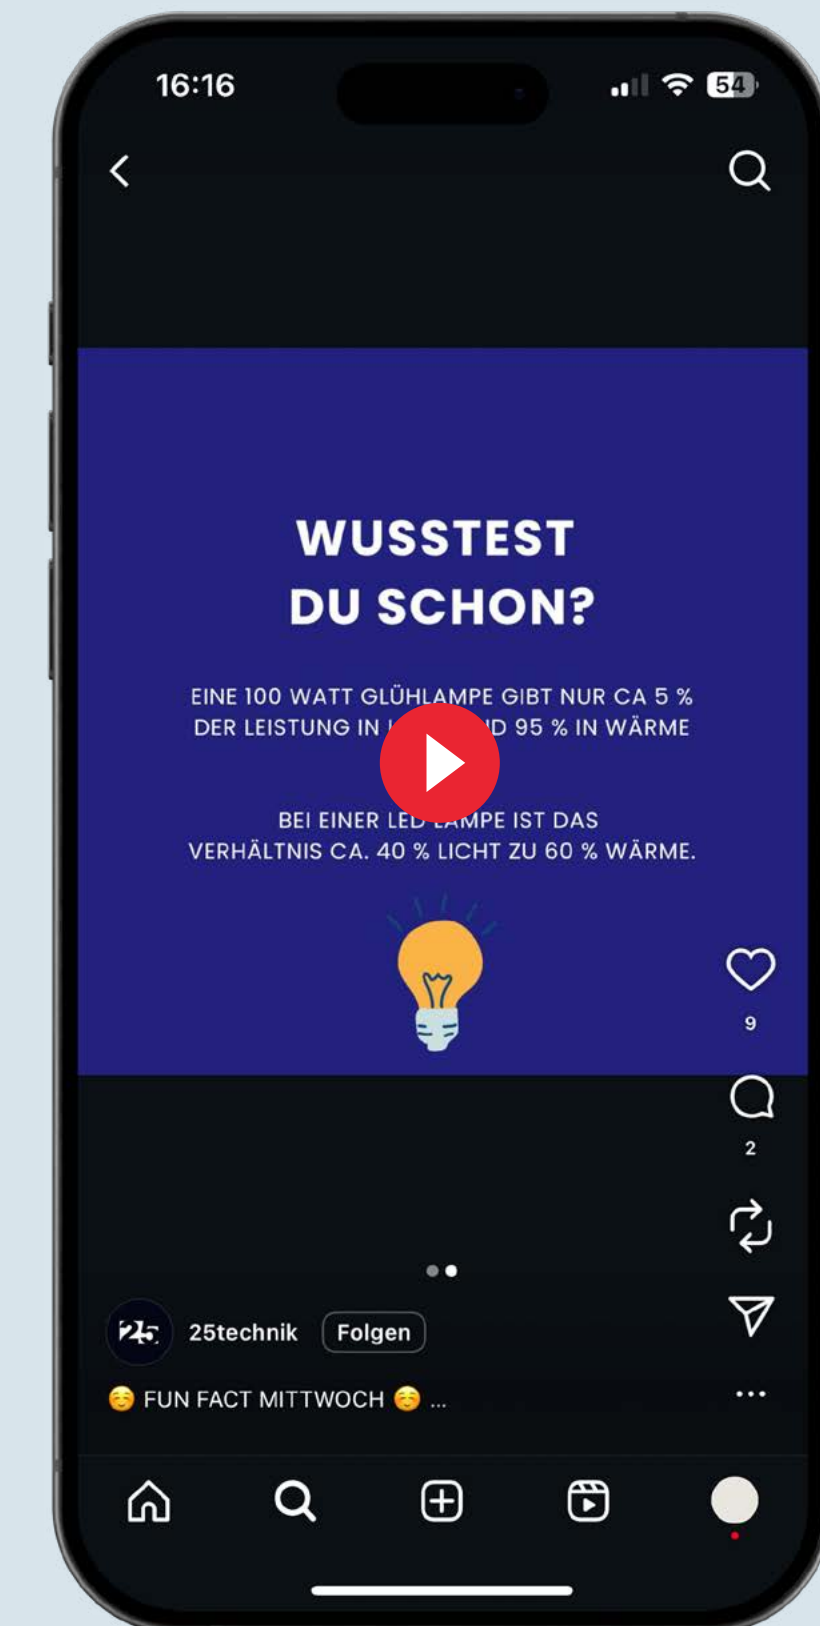 16:16
54
WUSSTEST
DU SCHON?
EINE 100 WATT GLÜHLAMPE GIBT NUR CA 5 %
DER LEISTUNG IN 95 % IN WÄRME
BEI EINER LED LAMPE IST DAS
VERHÄLTNIS CA. 40 % LICHT ZU 60 % WÄRME.
9
2
25
25technik
Folgen
☺️ FUN FACT MITTWOCH ☺️ ...